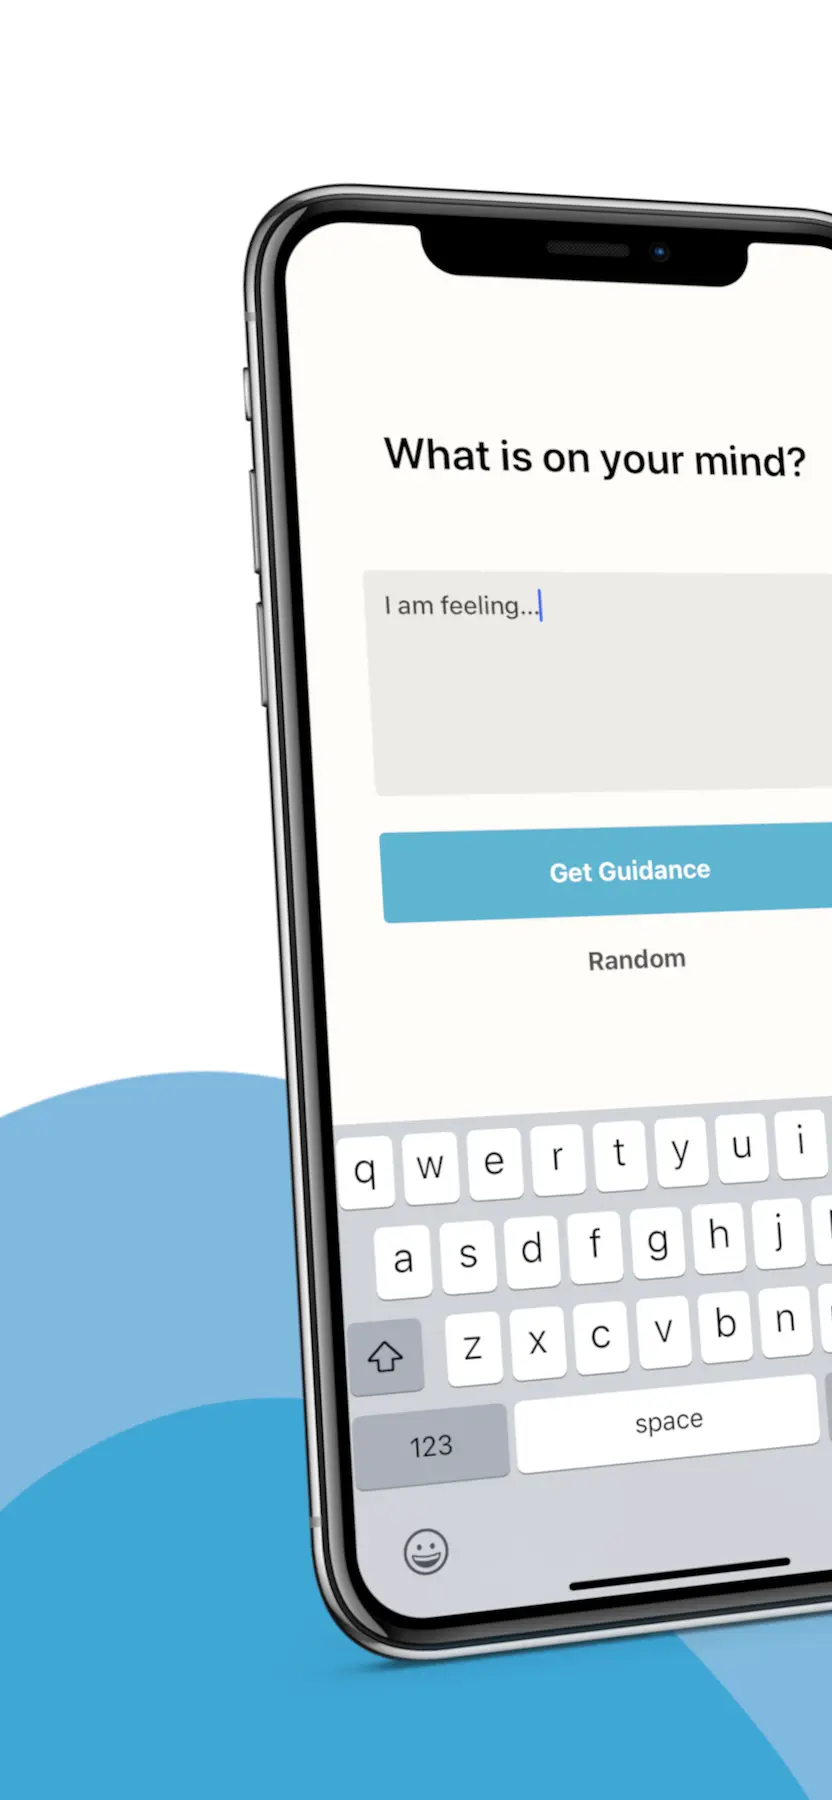 What is on your mind?
I am feeling...
Get Guidance
Random
q w e r t y u i
a s d f g h j
z x c v b n
123 space